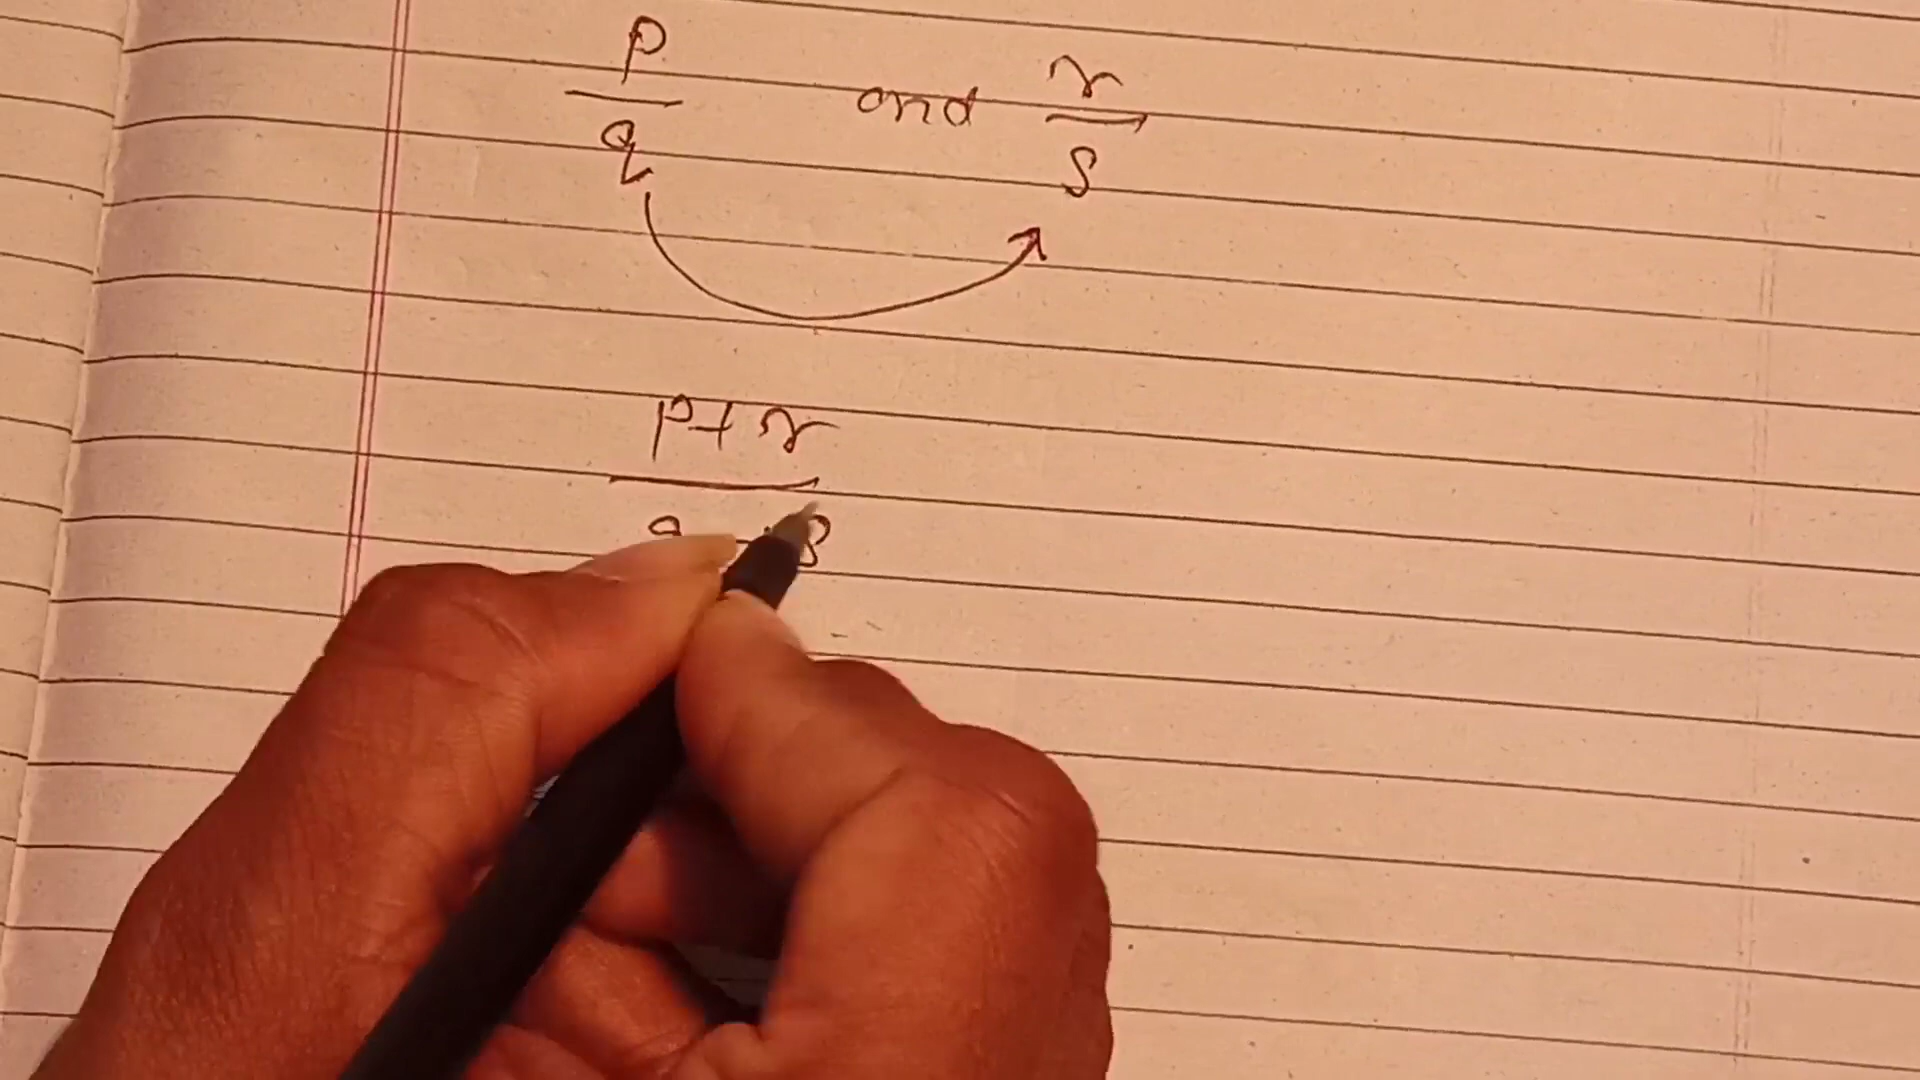 p/q and r/s
p+r
q+s